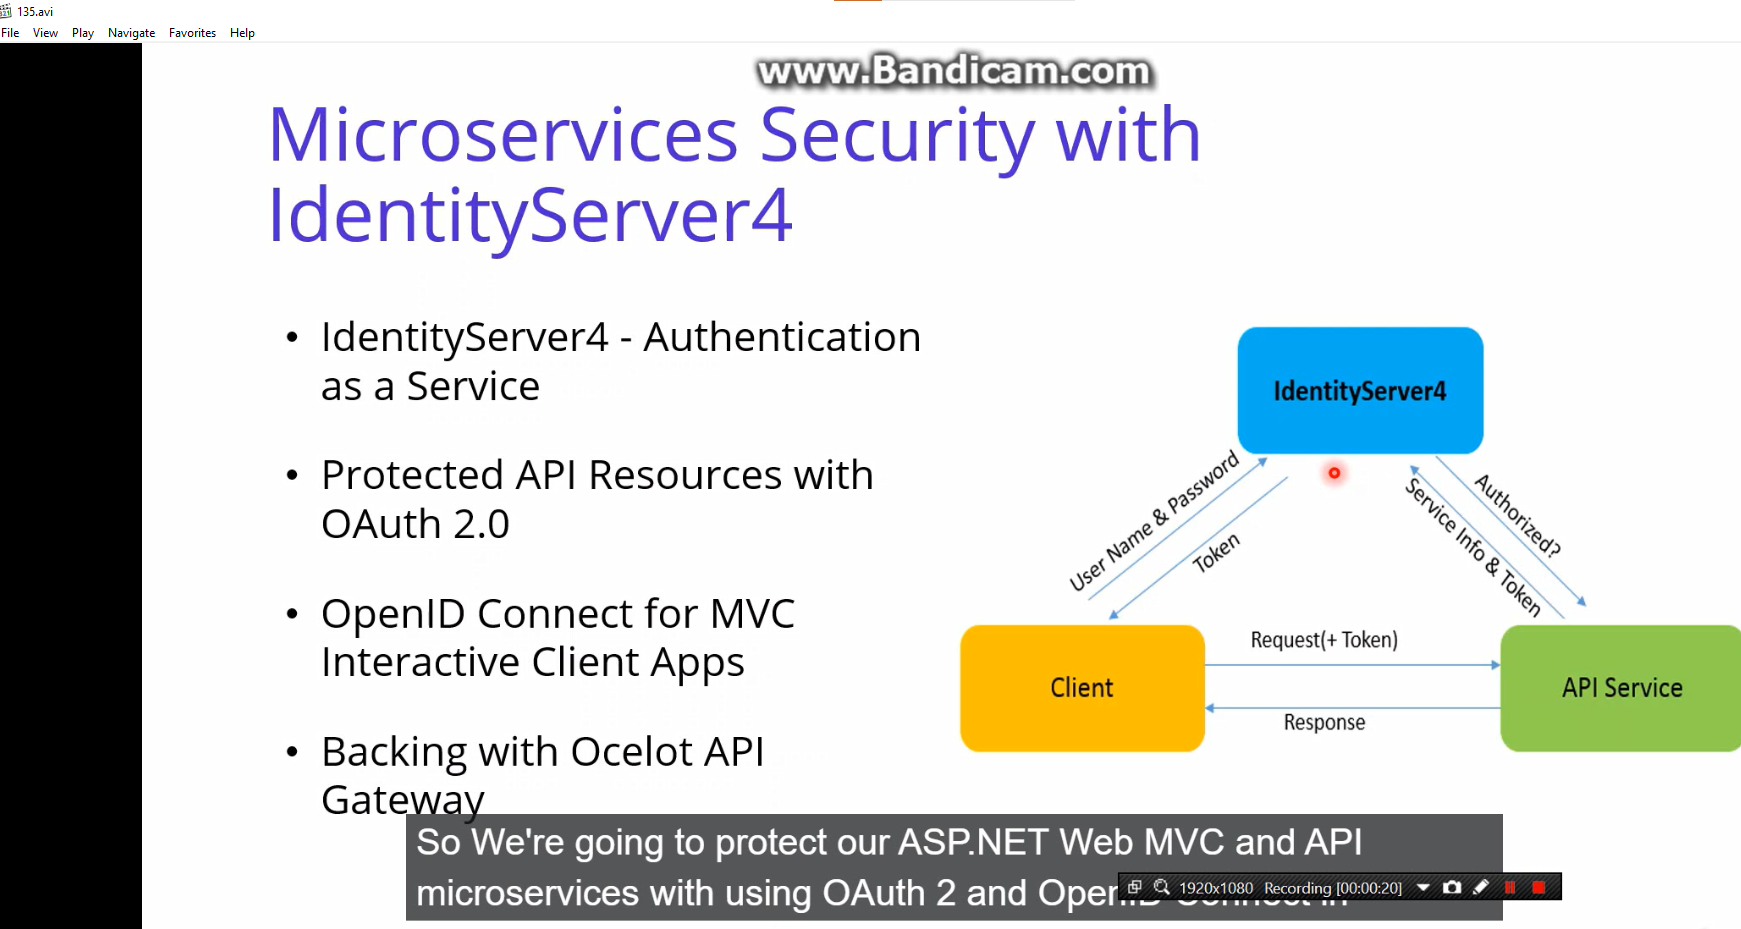 135.avi
File View Play Navigate Favorites Help
www.Bandicam.com
Microservices Security with
IdentityServer4
• IdentityServer4 - Authentication
as a Service
• Protected API Resources with
OAuth 2.0
• OpenID Connect for MVC
Interactive Client Apps
• Backing with Ocelot API
Gateway
IdentityServer4
User Name & Password
Token
Authorized?
Service Info & Token
Client
Request(+ Token)
Response
API Service
So We're going to protect our ASP.NET Web MVC and API
microservices with using OAuth 2 and OpenID Connect in
1920x1080 Recording [00:00:20]